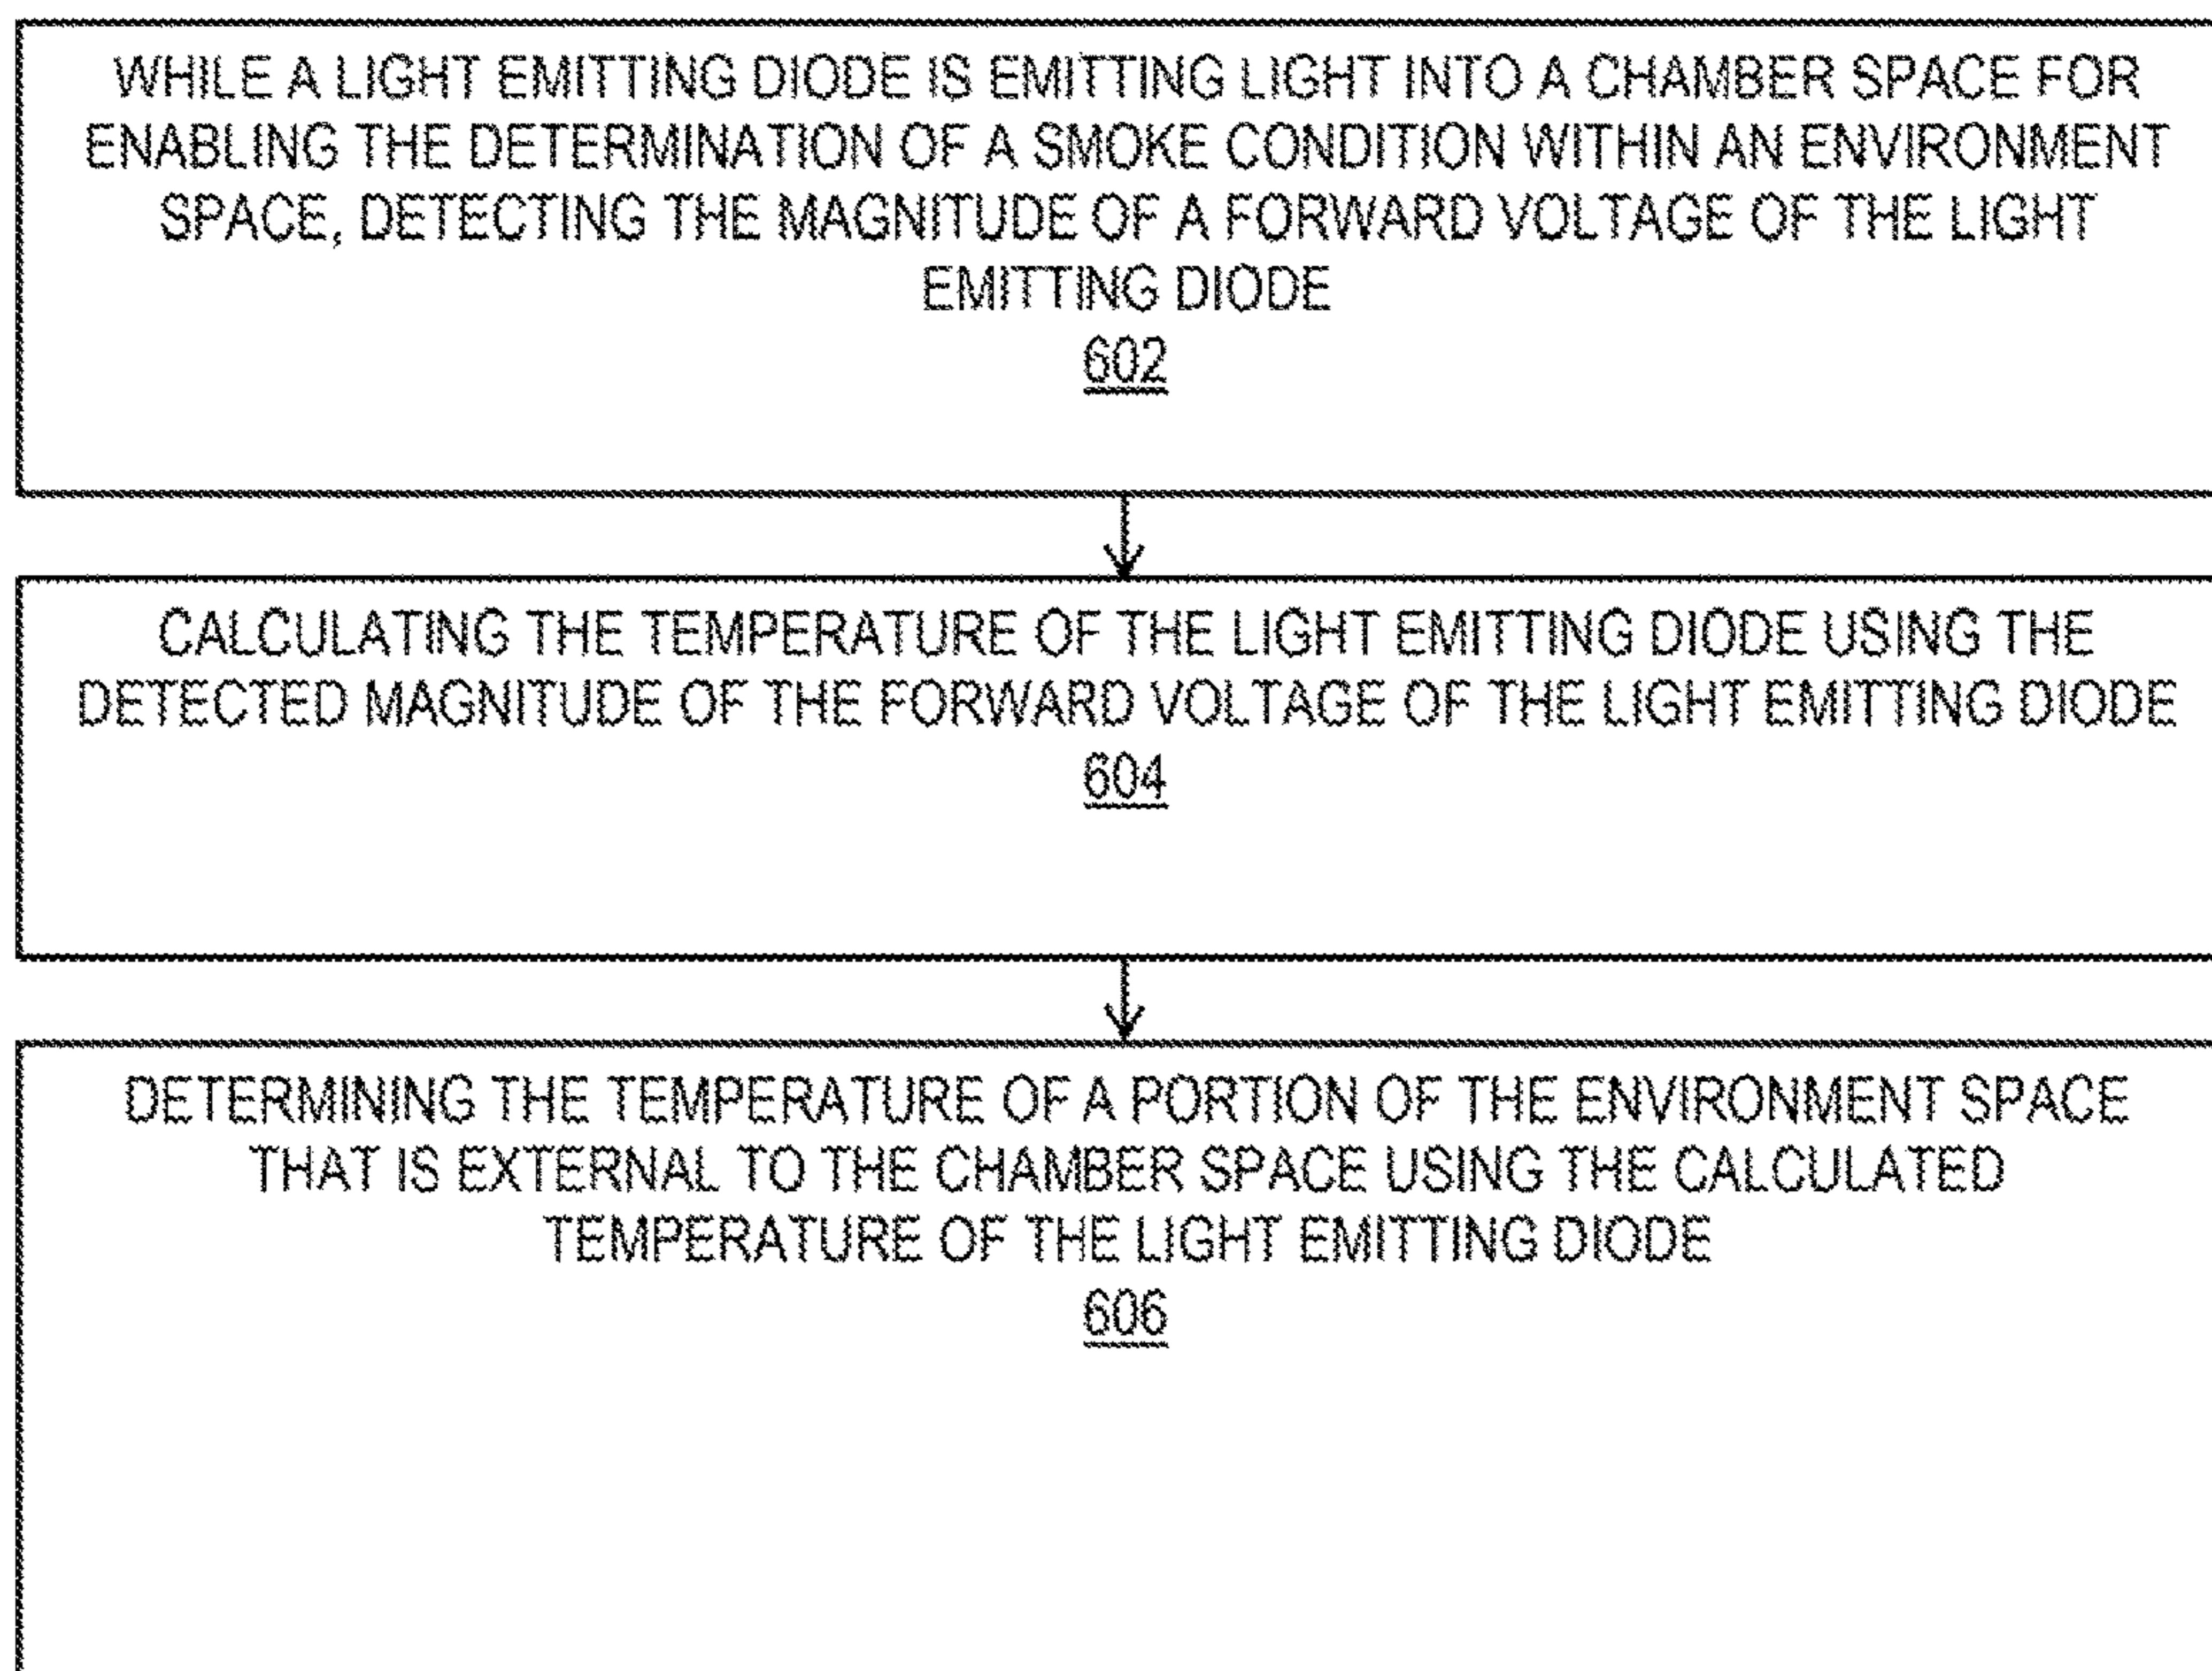 WHILE A LIGHT EMITTING DIODE IS EMITTING LIGHT INTO A CHAMBER SPACE FOR
ENABLING THE DETERMINATION OF A SMOKE CONDITION WITHIN AN ENVIRONMENT
SPACE, DETECTING THE MAGNITUDE OF A FORWARD VOLTAGE OF THE LIGHT
EMITTING DIODE
602
CALCULATING THE TEMPERATURE OF THE LIGHT EMITTING DIODE USING THE
DETECTED MAGNITUDE OF THE FORWARD VOLTAGE OF THE LIGHT EMITTING DIODE
604
DETERMINING THE TEMPERATURE OF A PORTION OF THE ENVIRONMENT SPACE
THAT IS EXTERNAL TO THE CHAMBER SPACE USING THE CALCULATED
TEMPERATURE OF THE LIGHT EMITTING DIODE
606